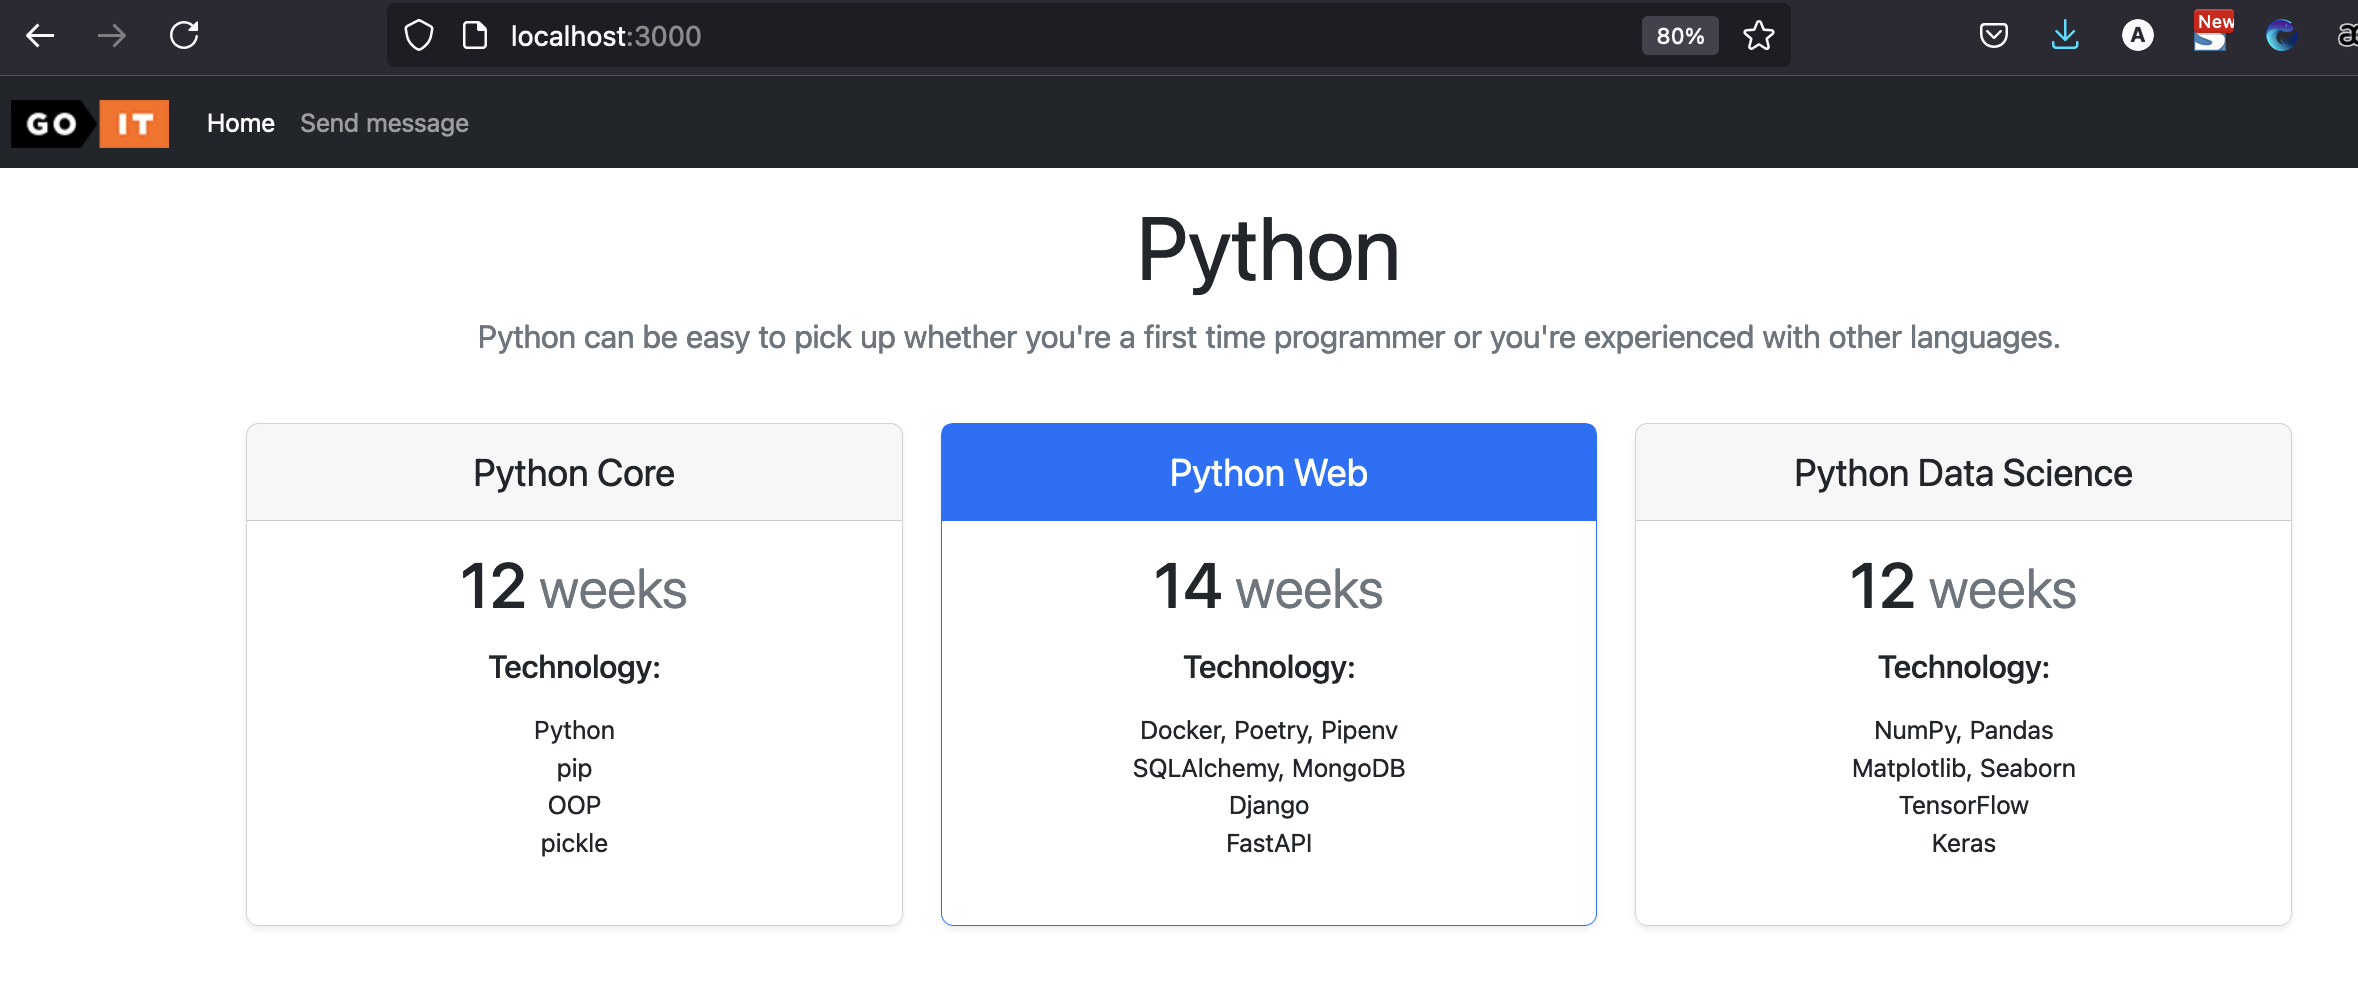 localhost:3000
80%
A
New
GO IT
Home
Send message
Python
Python can be easy to pick up whether you're a first time programmer or you're experienced with other languages.
Python Core
12 weeks
Technology:
Python
pip
OOP
pickle
Python Web
14 weeks
Technology:
Docker, Poetry, Pipenv
SQLAlchemy, MongoDB
Django
FastAPI
Python Data Science
12 weeks
Technology:
NumPy, Pandas
Matplotlib, Seaborn
TensorFlow
Keras